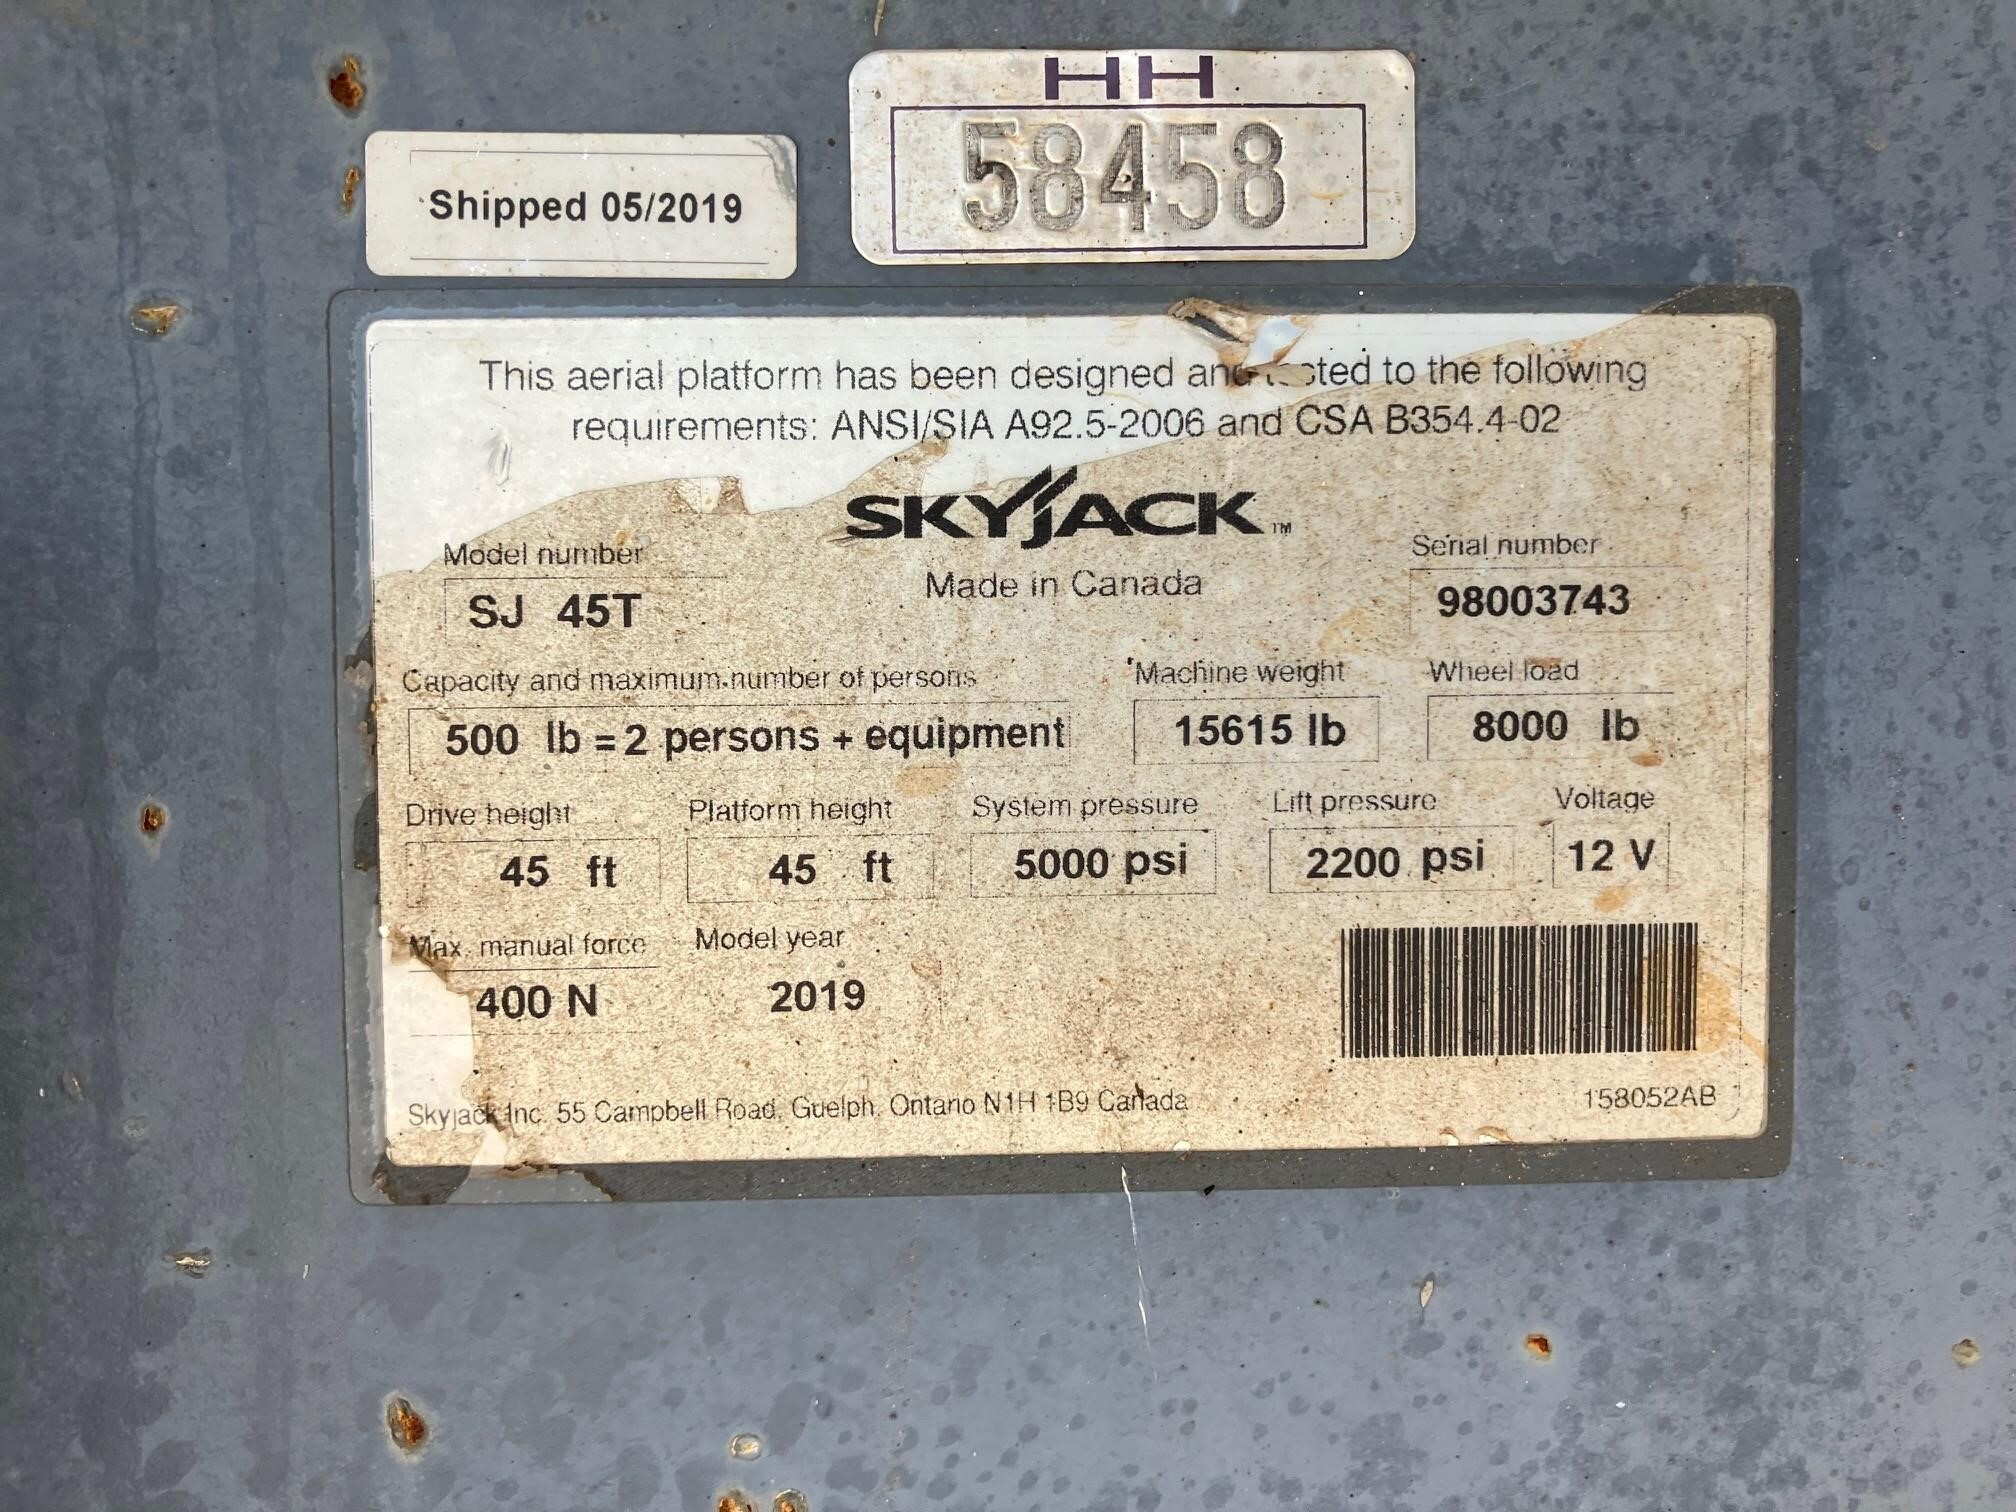 HH
58458
Shipped 05/2019
This aerial platform has been designed and tested to the following
requirements: ANSI/SIA A92.5-2006 and CSA B354.4-02
SKYJACK™
Made in Canada
Model number
SJ 45T
Serial number
98003743
Capacity and maximum number of persons
500 lb = 2 persons + equipment
Machine weight
15615 lb
Wheel load
8000 lb
Drive height
45 ft
Platform height
45 ft
System pressure
5000 psi
Lift pressure
2200 psi
Voltage
12 V
Max. manual force
400 N
Model year
2019
Skyjack Inc. 55 Campbell Road, Guelph, Ontario N1H 1B9 Canada
158052AB